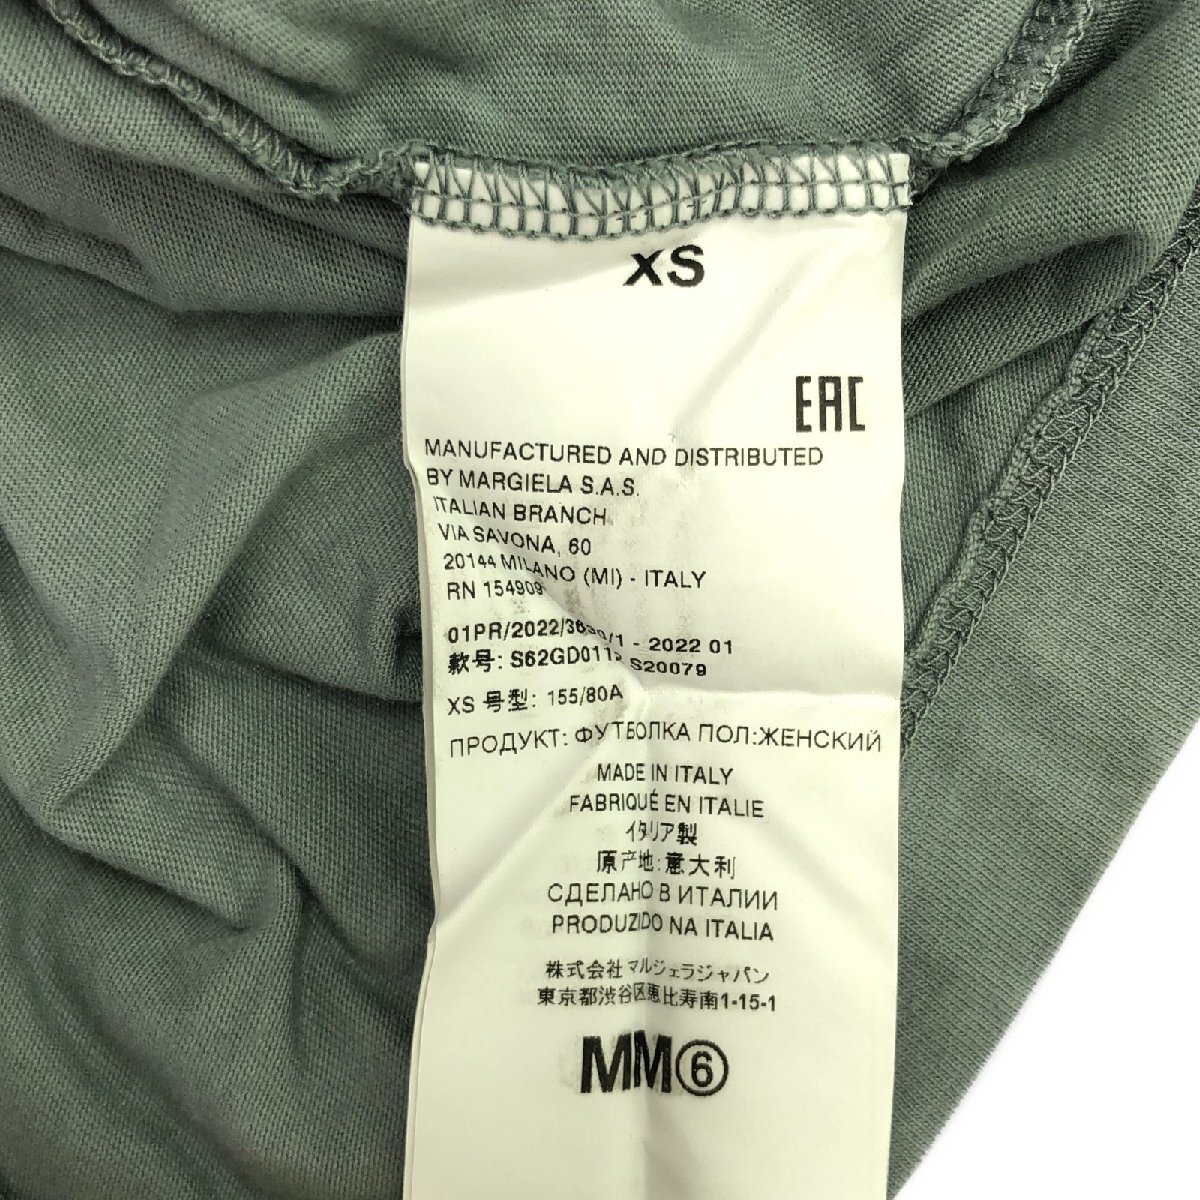 XS
EAC
MANUFACTURED AND DISTRIBUTED
BY MARGIELA S.A.S.
ITALIAN BRANCH
VIA SAVONA, 60
20144 MILANO (MI) - ITALY
RN 154909
- 2022 01
款号: S20079
XS 号型: 155/80A
ПРОДУКТ: ФУТБОЛКА ПОЛ:ЖЕНСКИЙ
MADE IN ITALY
FABRIQUÉ EN ITALIE
イタリア製
原产地: 意大利
СДЕЛАНО В ИТАЛИИ
PRODUZIDO NA ITALIA
株式会社マルジェラジャパン
東京都渋谷区恵比寿南1-15-1
MM⑥